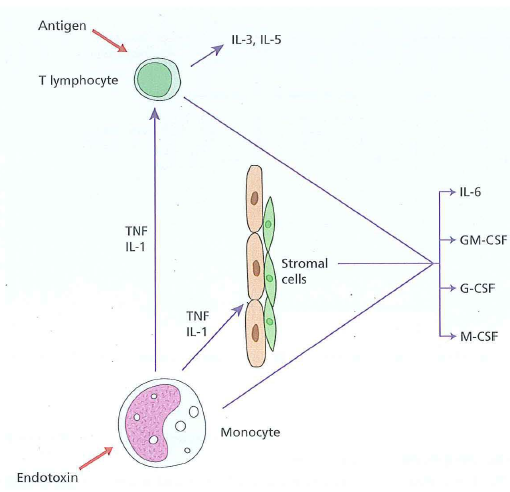 Antigen
IL-3, IL-5
T lymphocyte
IL-6
TNF
IL-1
GM-CSF
Stromal
cells
G-CSF
TNF
IL-1
M-CSF
Monocyte
Endotoxin